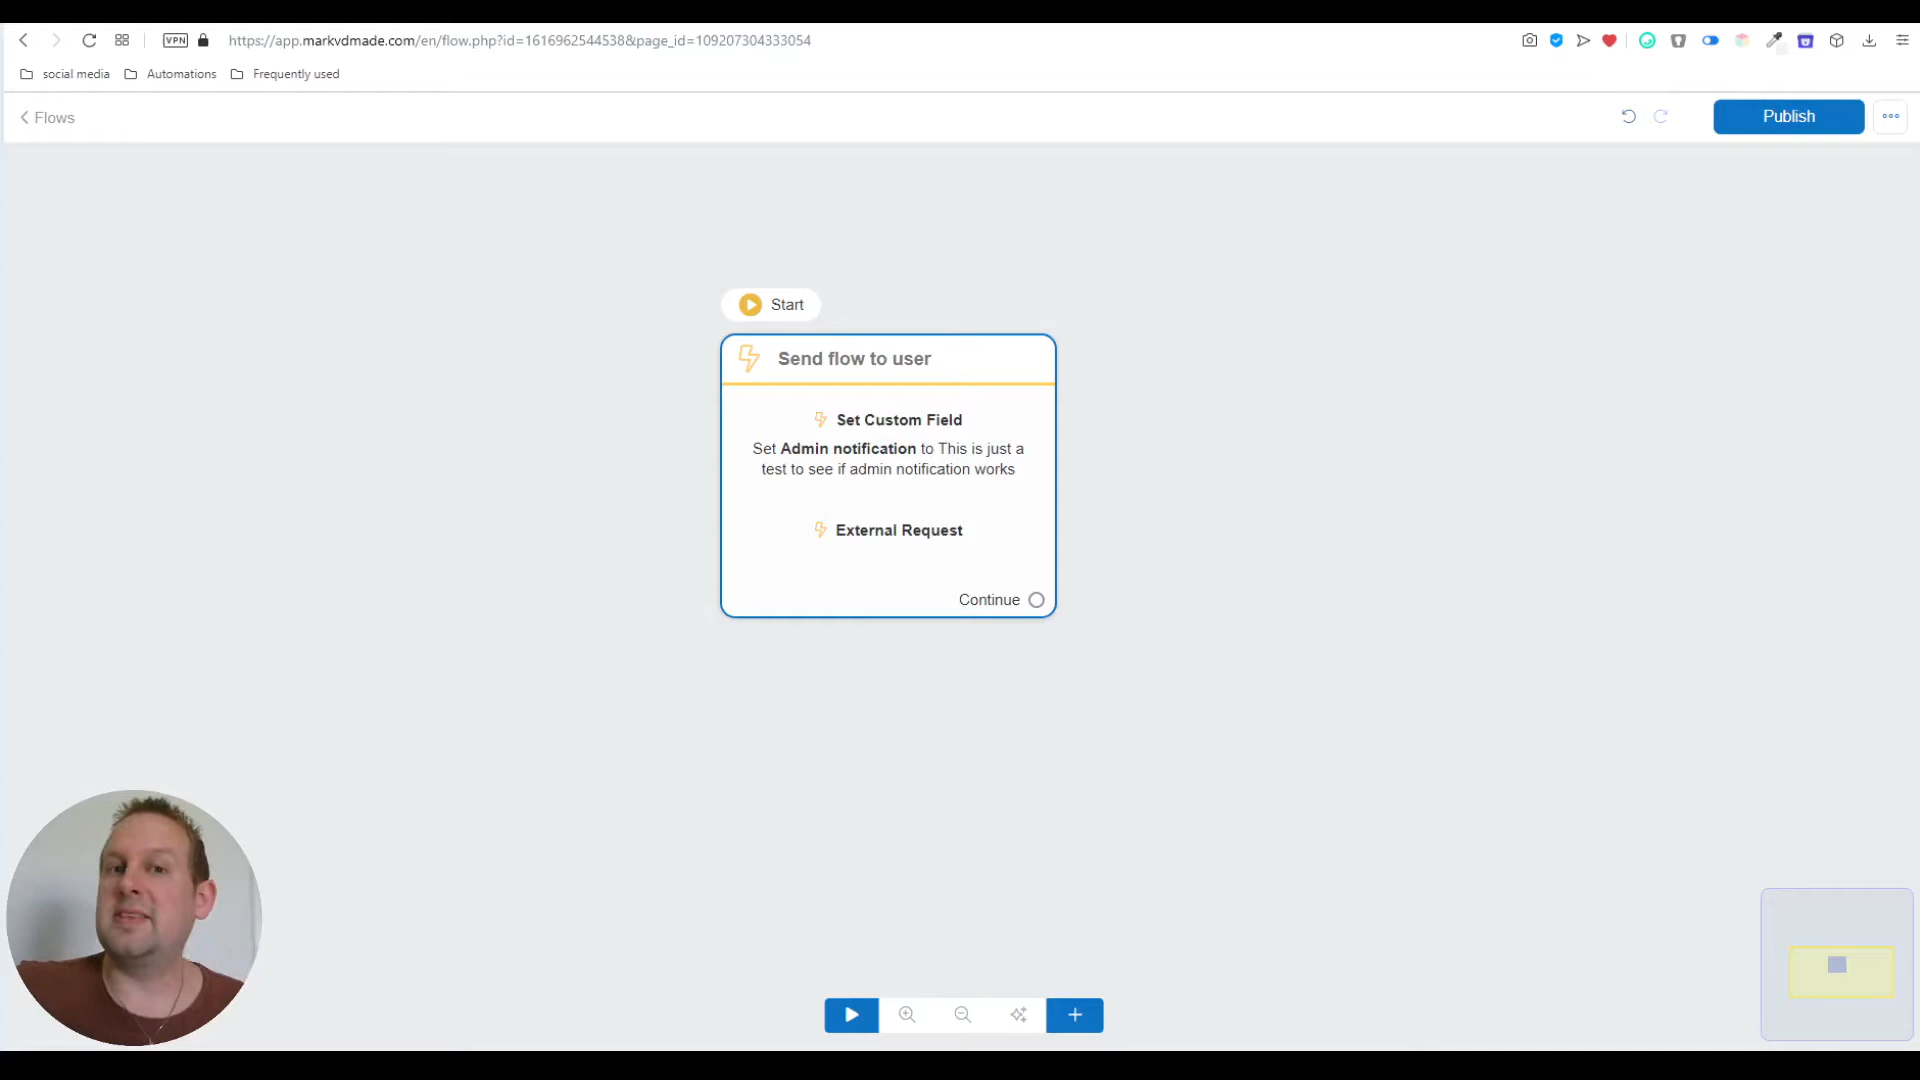 VPN
https://app.markvdmade.com/en/flow.php?id=1616962544538&page_id=109207304333054
social media
Automations
Frequently used
Flows
Publish
Start
Send flow to user
Set Custom Field
Set Admin notification to This is just a
test to see if admin notification works
External Request
Continue